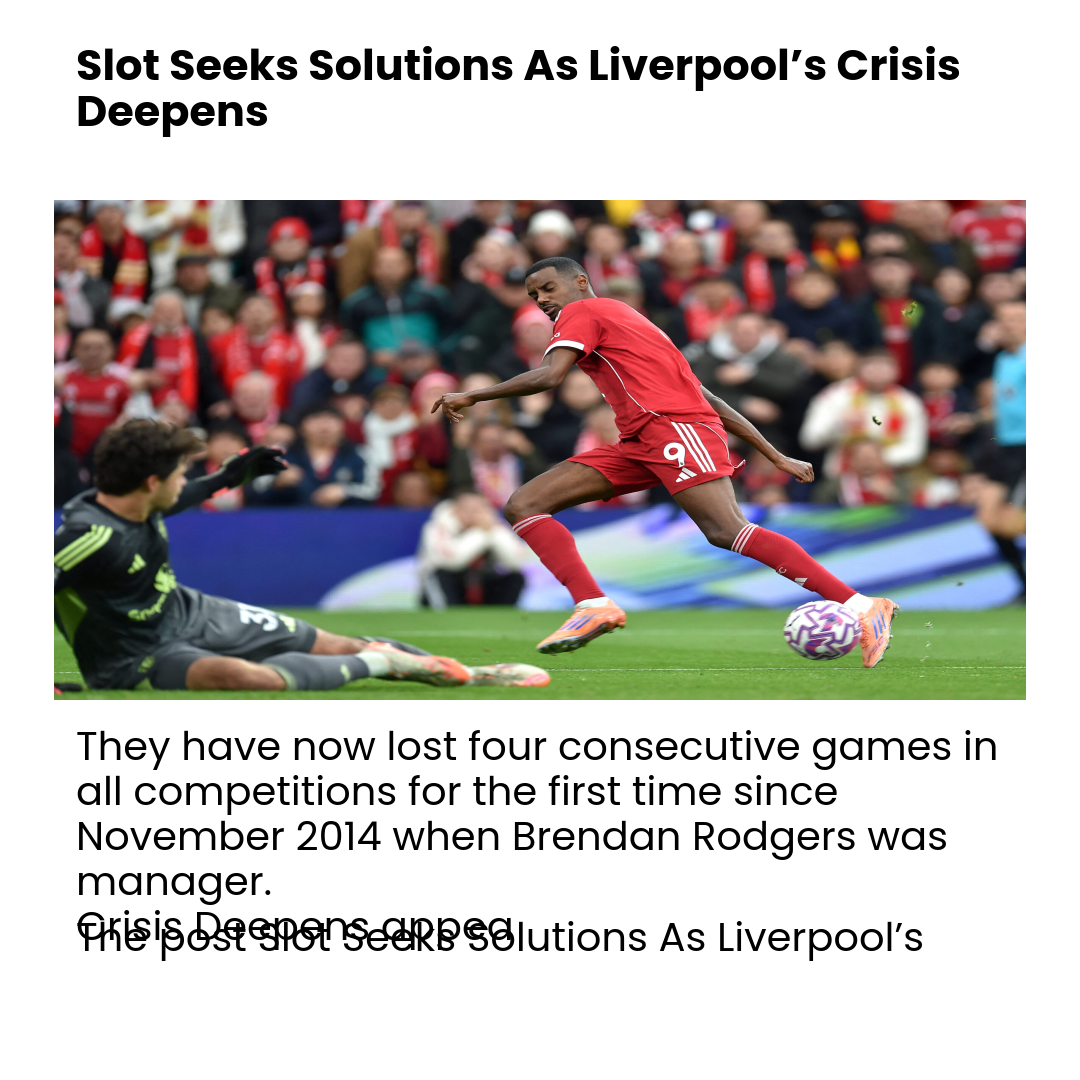 Slot Seeks Solutions As Liverpool’s Crisis
Deepens
9
3
They have now lost four consecutive games in
all competitions for the first time since
November 2014 when Brendan Rodgers was
manager.
Crisis Deepens appea
The post Slot Seeks Solutions As Liverpool’s